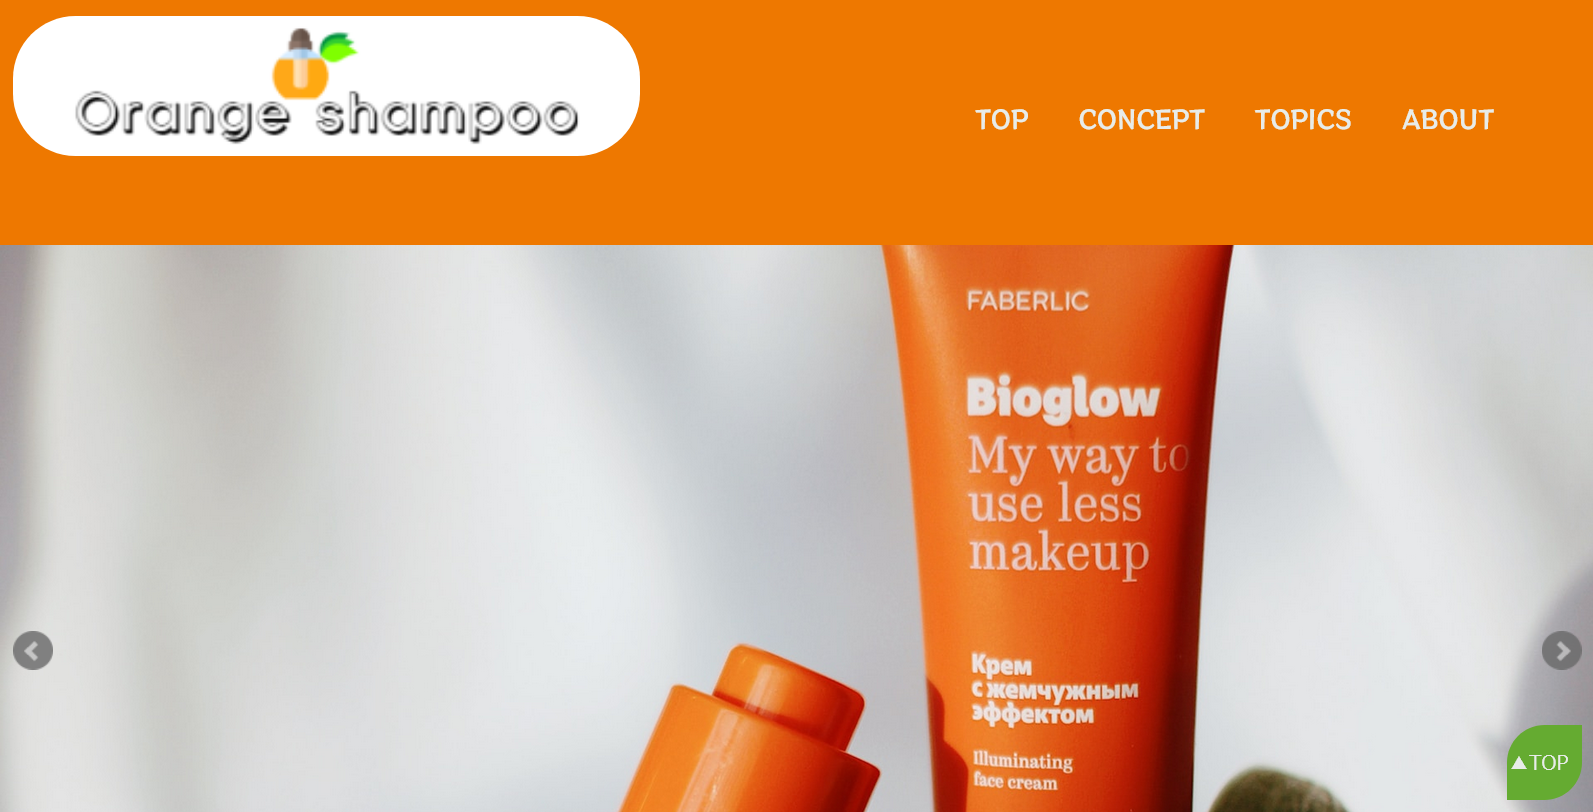 Orange shampoo
TOP
CONCEPT
TOPICS
ABOUT
FABERLIC
Bioglow
My way to
use less
makeup
Крем
с жемчужным
эффектом
Illuminating
face cream
▲TOP